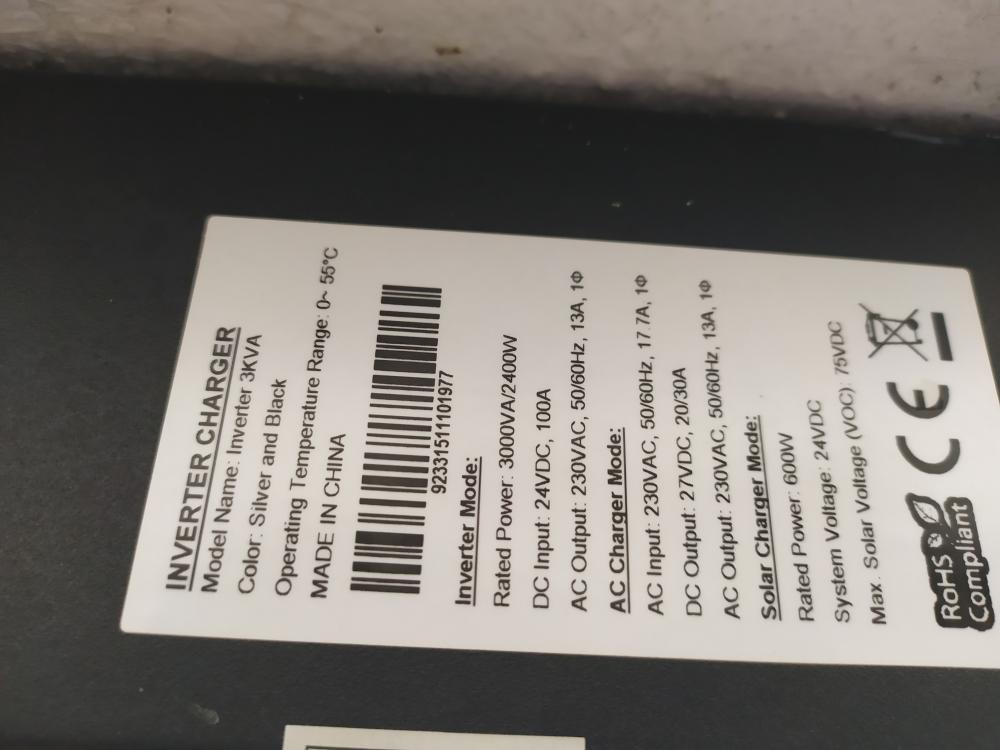 INVERTER CHARGER
Model Name: Inverter 3KVA
Color: Silver and Black
Operating Temperature Range: 0~ 55°C
MADE IN CHINA
92331511101977
Inverter Mode:
Rated Power: 3000VA/2400W
DC Input: 24VDC, 100A
AC Output: 230VAC, 50/60Hz, 13A, 1Φ
AC Charger Mode:
AC Input: 230VAC, 50/60Hz, 17.7A, 1Φ
DC Output: 27VDC, 20/30A
AC Output: 230VAC, 50/60Hz, 13A, 1Φ
Solar Charger Mode:
Rated Power: 600W
System Voltage: 24VDC
Max. Solar Voltage (VOC): 75VDC
RoHS
Compliant
CE